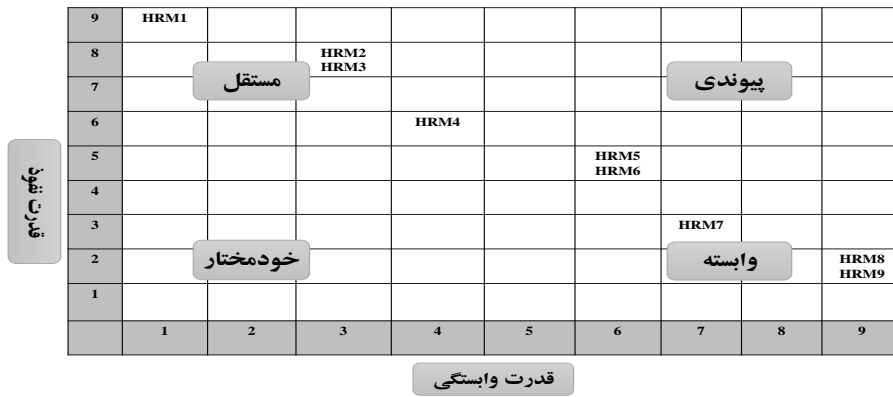 9 HRM1
8 HRM2
HRM3
مستقل پیوندی
7
6 HRM4
5 HRM5
HRM6
قدرت نفوذ
4
3 HRM7
خودمختار وابسته
2 HRM8
HRM9
1
1 2 3 4 5 6 7 8 9
قدرت وابستگی